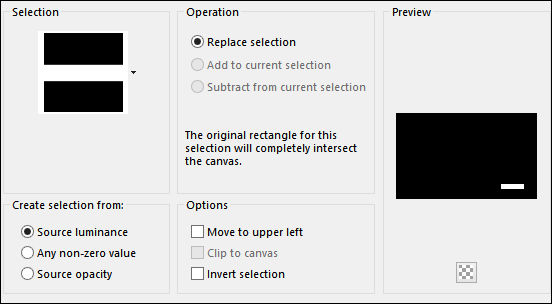 Selection
Operation
Preview
Replace selection
Add to current selection
Subtract from current selection
The original rectangle for this
selection will completely intersect
the canvas.
Create selection from:
Source luminance
Any non-zero value
Source opacity
Options
Move to upper left
Clip to canvas
Invert selection